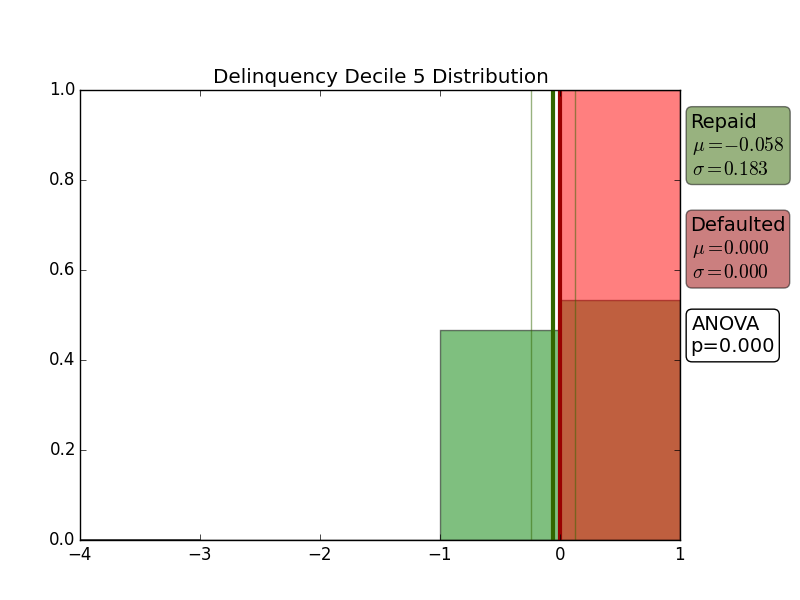 Delinquency Decile 5 Distribution
1.0
0.8
0.6
0.4
0.2
0.0
−4 −3 −2 −1 0 1
Repaid
μ=−0.058
σ=0.183
Defaulted
μ=0.000
σ=0.000
ANOVA
p=0.000